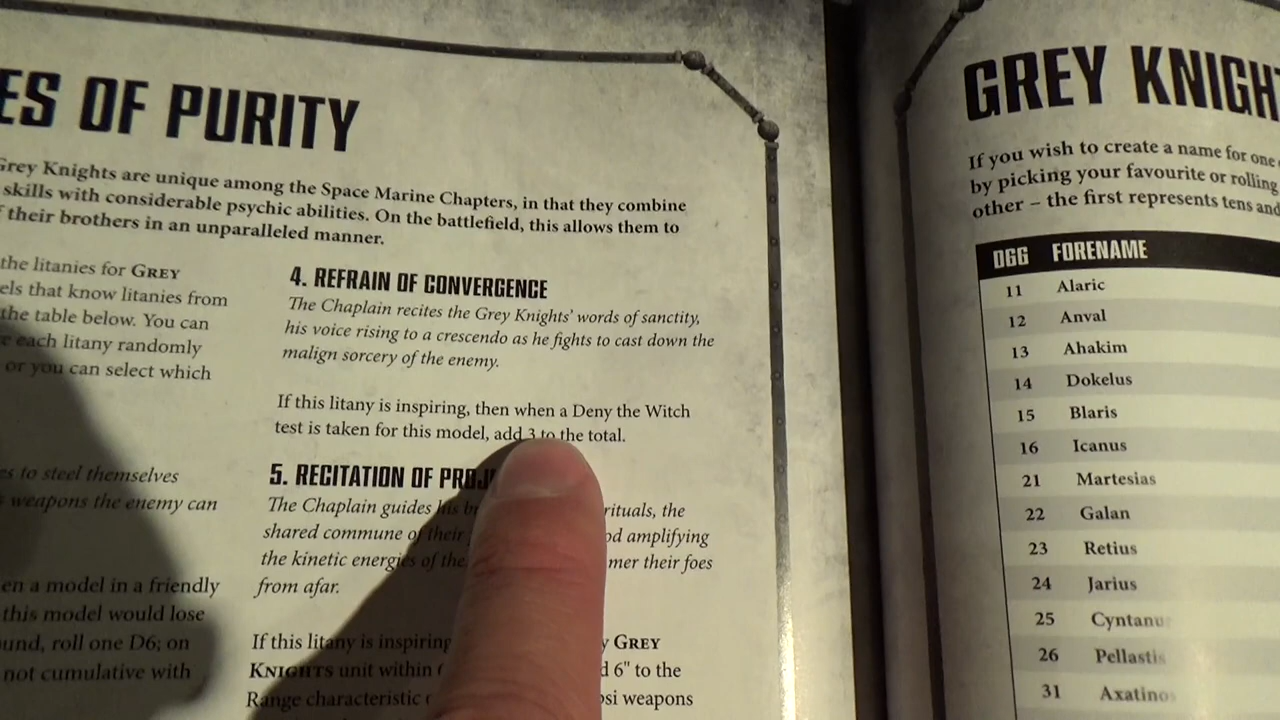 ES OF PURITY
Grey Knights are unique among the Space Marine Chapters, in that they combine
skills with considerable psychic abilities. On the battlefield, this allows them to
their brothers in an unparalleled manner.
the litanies for GREY
els that know litanies from
the table below. You can
each litany randomly
or you can select which
es to steel themselves
weapons the enemy can
en a model in a friendly
this model would lose
und, roll one D6; on
not cumulative with
4. REFRAIN OF CONVERGENCE
The Chaplain recites the Grey Knights' words of sanctity,
his voice rising to a crescendo as he fights to cast down the
malign sorcery of the enemy.
If this litany is inspiring, then when a Deny the Witch
test is taken for this model, add 3 to the total.
5. RECITATION OF PROJ
The Chaplain guides his b rituals, the
shared commune of their od amplifying
the kinetic energies of the mer their foes
from afar.
If this litany is inspiring y GREY
KNIGHTS unit within d 6" to the
Range characteristic psi weapons
GREY KNIGH
If you wish to create a name for one
by picking your favourite or rolling
other – the first represents tens and
D66 FORENAME
11 Alaric
12 Anval
13 Ahakim
14 Dokelus
15 Blaris
16 Icanus
21 Martesias
22 Galan
23 Retius
24 Jarius
25 Cyntanu
26 Pellastis
31 Axatinos